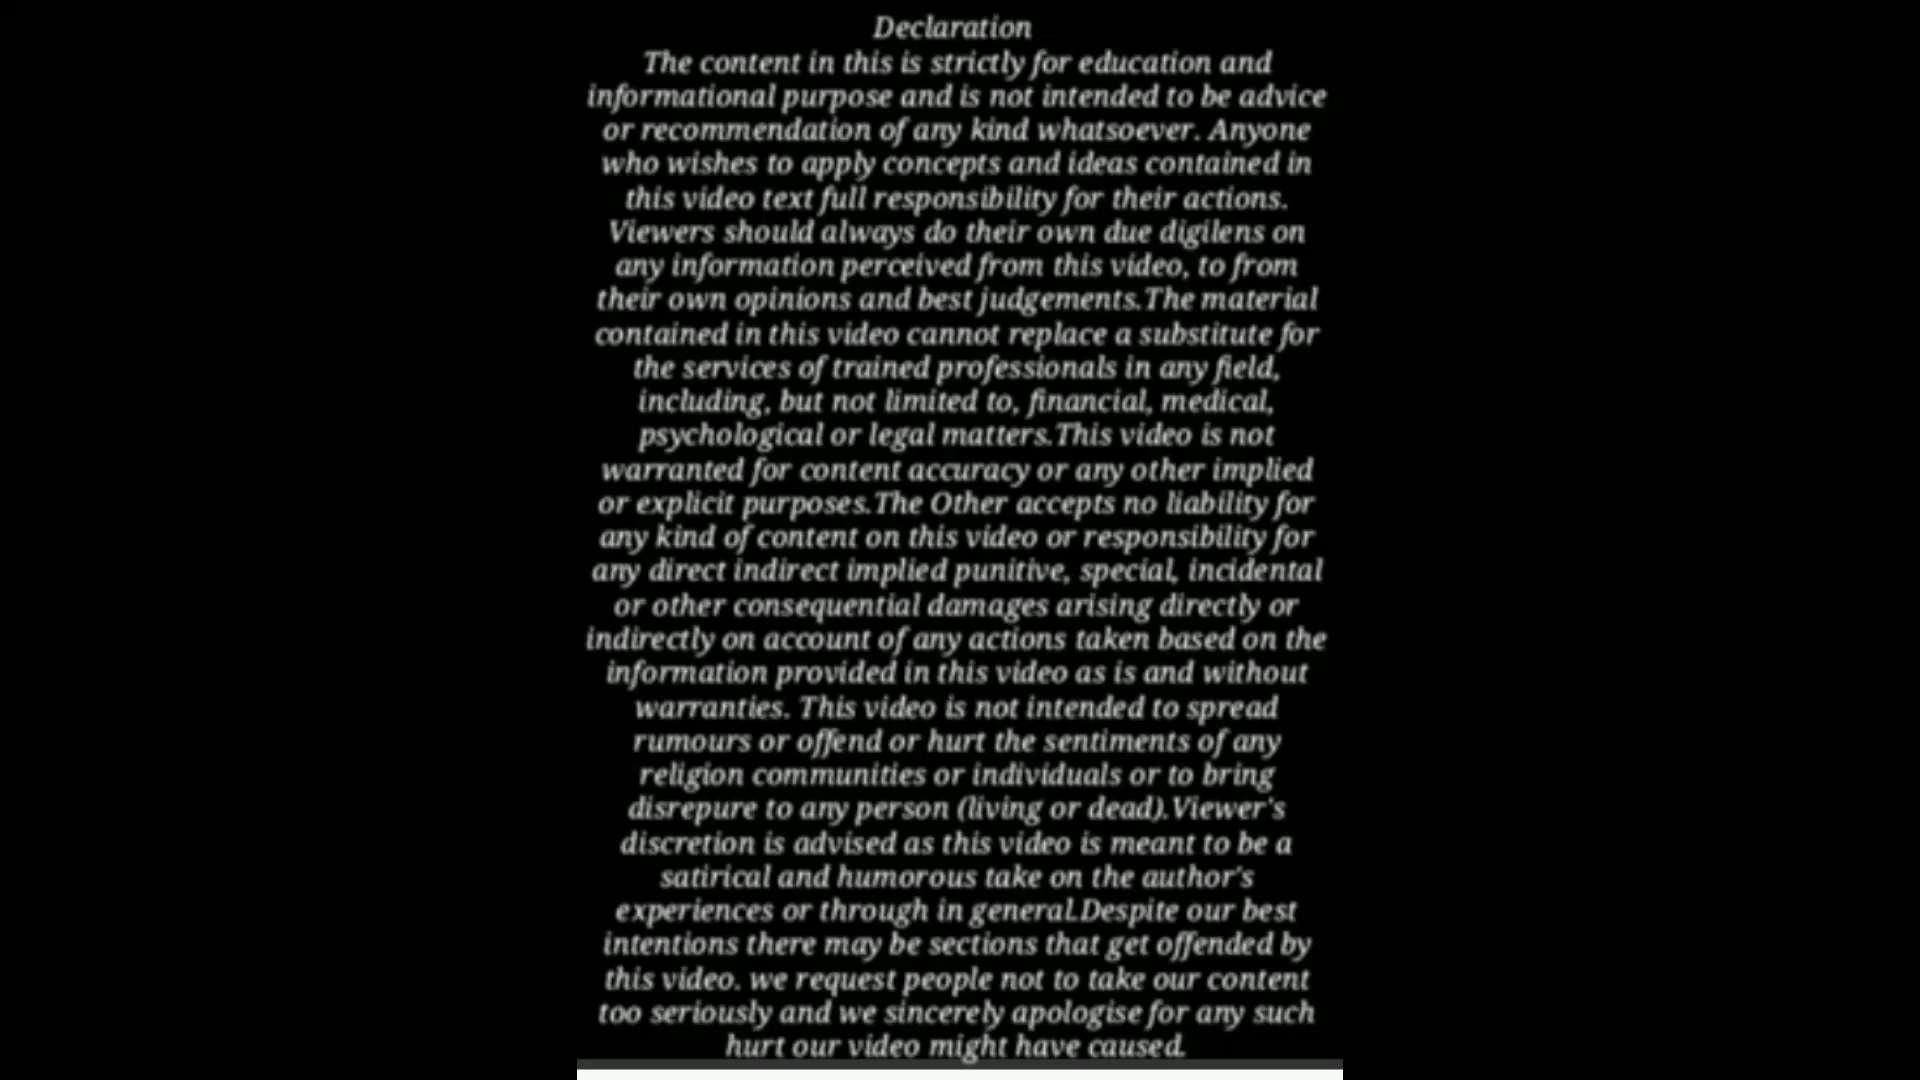 Declaration
The content in this is strictly for education and
informational purpose and is not intended to be advice
or recommendation of any kind whatsoever. Anyone
who wishes to apply concepts and ideas contained in
this video text full responsibility for their actions.
Viewers should always do their own due digilens on
any information perceived from this video, to from
their own opinions and best judgements.The material
contained in this video cannot replace a substitute for
the services of trained professionals in any field,
including, but not limited to, financial, medical,
psychological or legal matters.This video is not
warranted for content accuracy or any other implied
or explicit purposes.The Other accepts no liability for
any kind of content on this video or responsibility for
any direct indirect implied punitive, special, incidental
or other consequential damages arising directly or
indirectly on account of any actions taken based on the
information provided in this video as is and without
warranties. This video is not intended to spread
rumours or offend or hurt the sentiments of any
religion communities or individuals or to bring
disrepure to any person (living or dead).Viewer's
discretion is advised as this video is meant to be a
satirical and humorous take on the author's
experiences or through in general.Despite our best
intentions there may be sections that get offended by
this video. we request people not to take our content
too seriously and we sincerely apologise for any such
hurt our video might have caused.